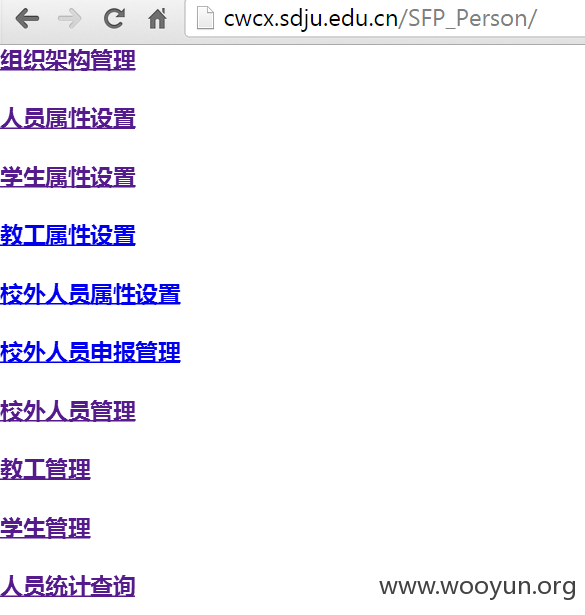 cwcx.sdju.edu.cn/SFP_Person/
组织架构管理
人员属性设置
学生属性设置
教工属性设置
校外人员属性设置
校外人员申报管理
校外人员管理
教工管理
学生管理
人员统计查询
www.wooyun.org